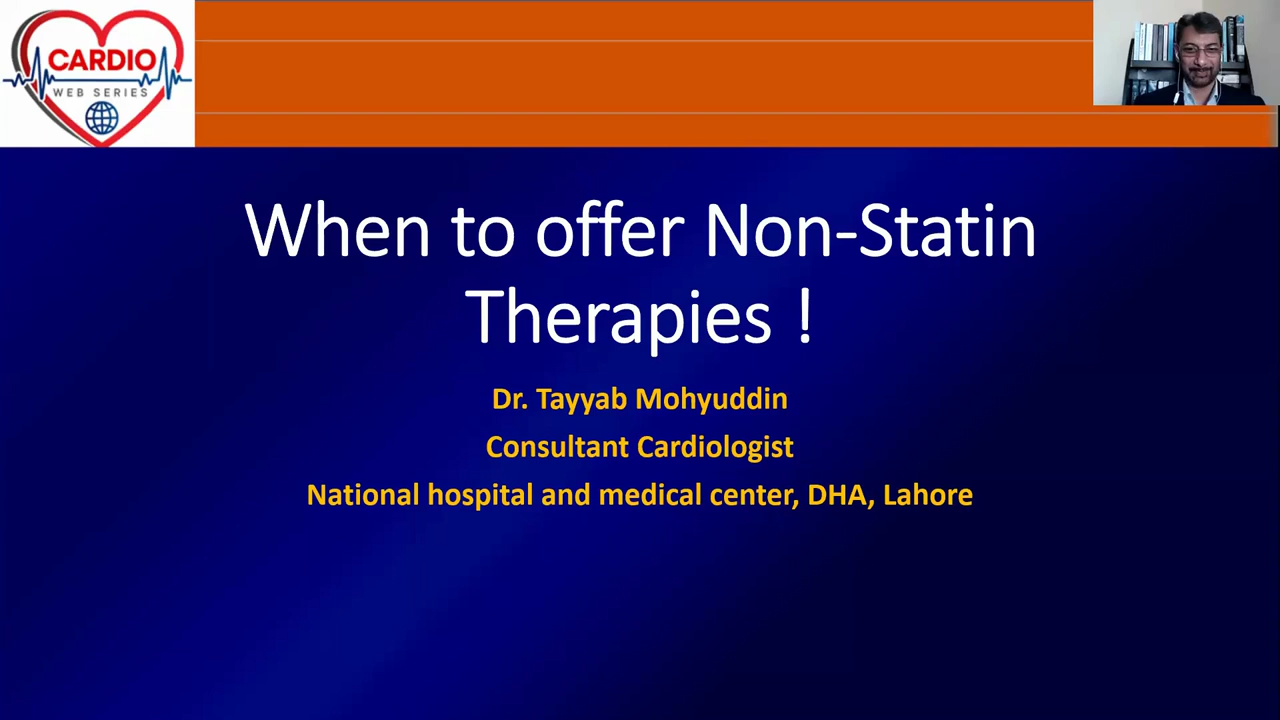 CARDIO
WEB SERIES
When to offer Non-Statin
Therapies !
Dr. Tayyab Mohyuddin
Consultant Cardiologist
National hospital and medical center, DHA, Lahore